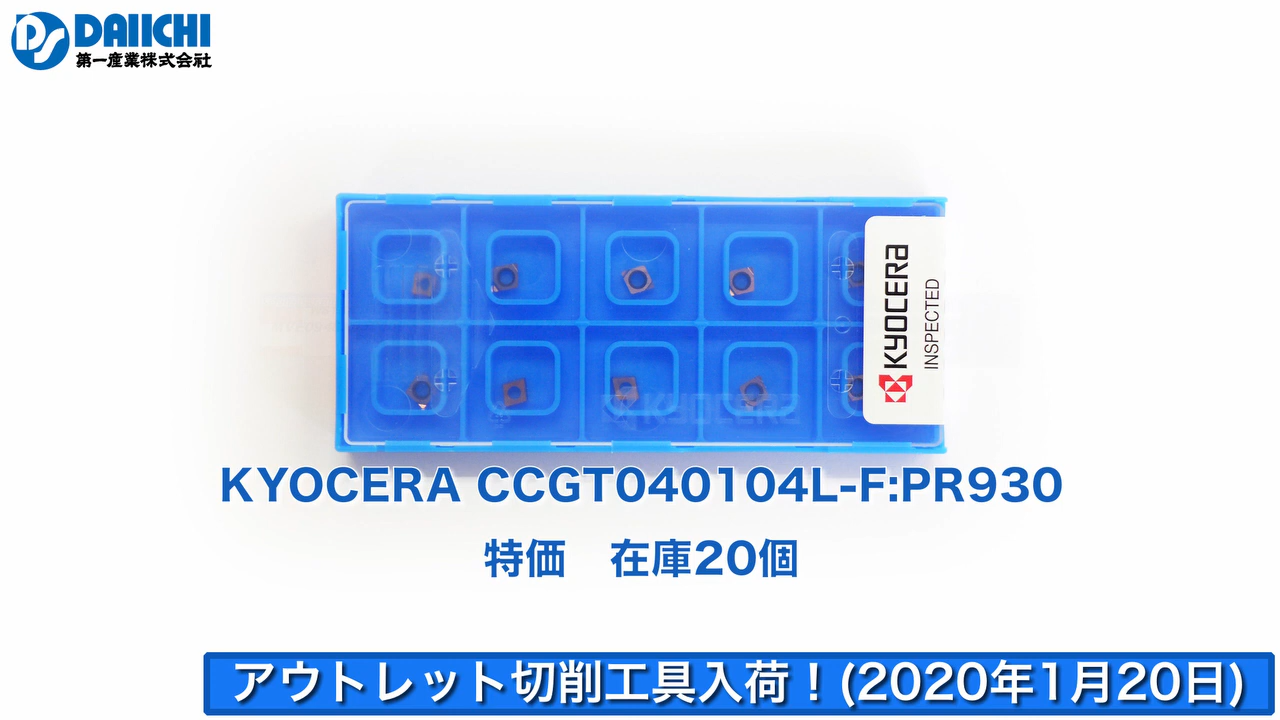 DS DAIICHI
第一産業株式会社
KYOCERA
INSPECTED
KYOCERA
KYOCERA CCGT040104L-F:PR930
特価　在庫20個
アウトレット切削工具入荷！(2020年1月20日)